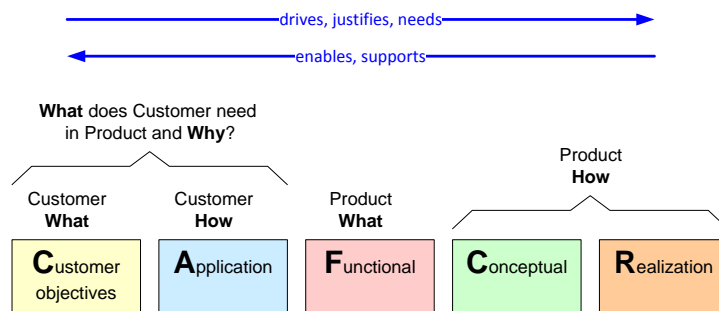 drives, justifies, needs
enables, supports
What does Customer need
in Product and Why?
Product
How
Customer
What
Customer
How
Product
What
Customer
objectives
Application
Functional
Conceptual
Realization